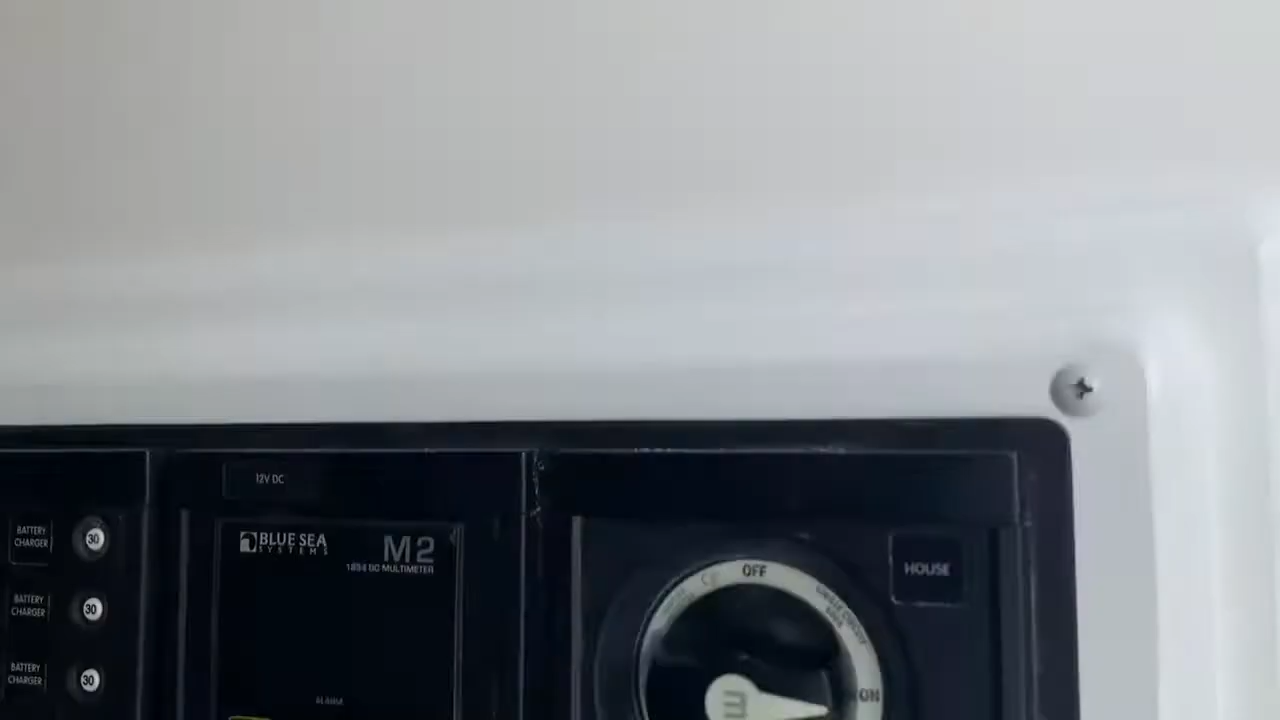 12V DC
BATTERY
CHARGER
30
BLUE SEA
SYSTEMS
M2
1834 DC MULTIMETER
OFF
HOUSE
BATTERY
CHARGER
30
BATTERY
CHARGER
30
ALARM
ON
m